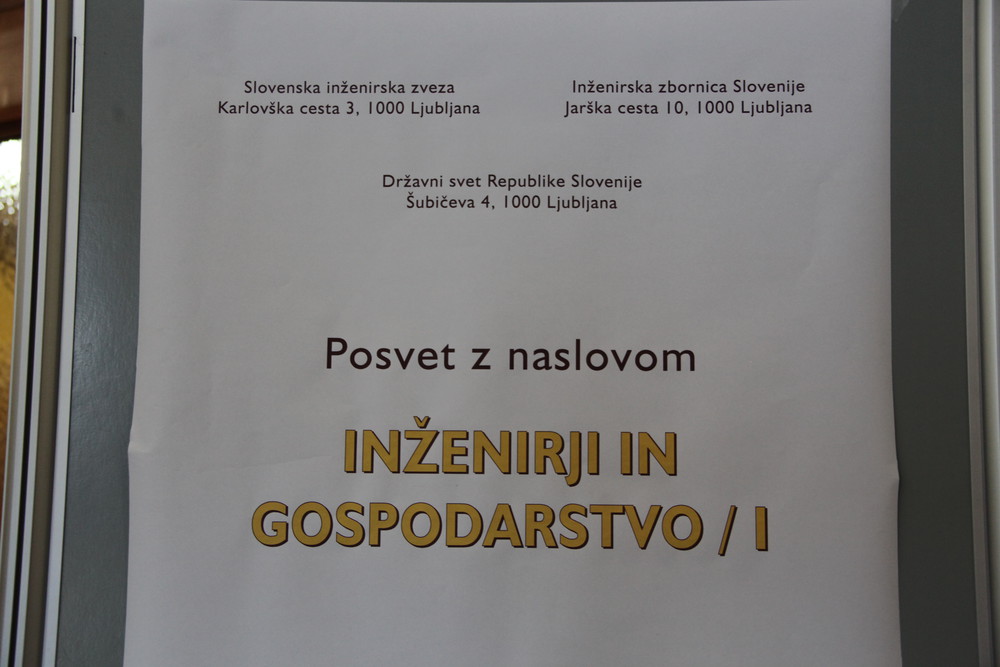 Slovenska inženirska zveza
Karlovška cesta 3, 1000 Ljubljana
Inženirska zbornica Slovenije
Jarška cesta 10, 1000 Ljubljana
Državni svet Republike Slovenije
Šubičeva 4, 1000 Ljubljana
Posvet z naslovom
INŽENIRJI IN
GOSPODARSTVO / I